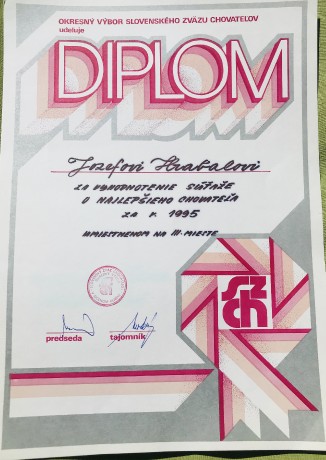 OKRESNÝ VÝBOR SLOVENSKÉHO ZVÄZU CHOVATEĽOV
udeľuje
DIPLOM
Jozefovi Hrabalovi
ZA VYHODNOTENIE SÚŤAŽE
O NAJLEPŠIEHO CHOVATEĽA
ZA r. 1995
UMIESTNENOM NA III. MIESTE
szch
predseda
tajomník